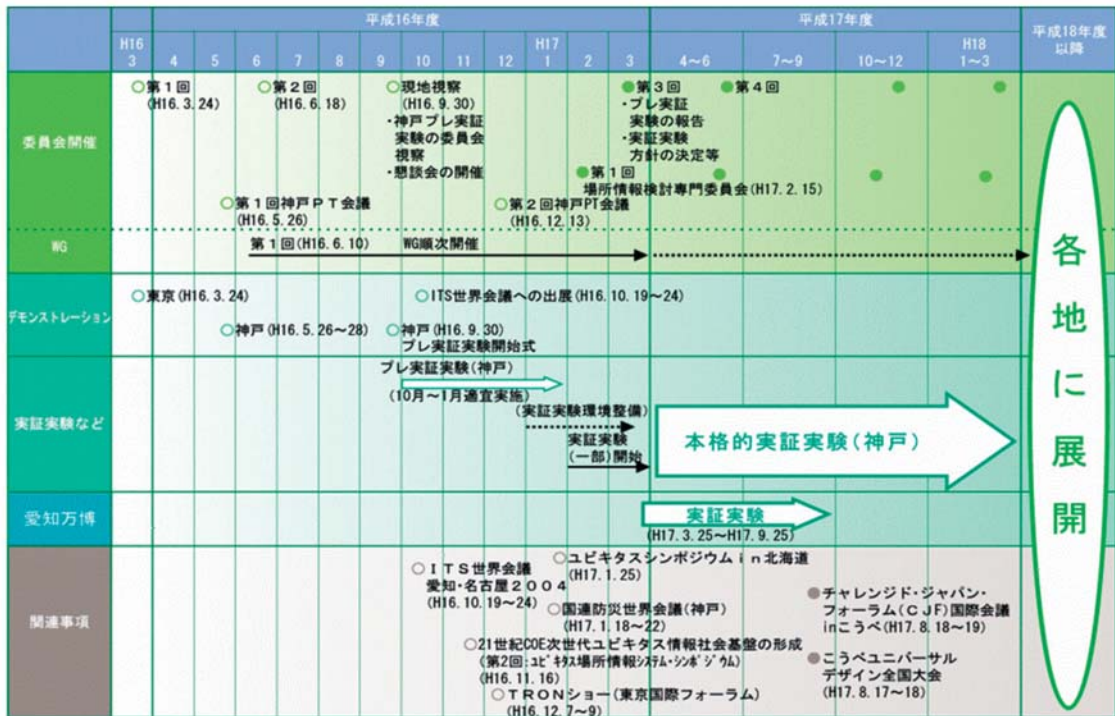 平成16年度
平成17年度
平成18年度
以降
H16
3
4
5
6
7
8
9
10
11
12
H17
1
2
3
4～6
7～9
10～12
H18
1～3
委員会開催
第1回
(H16.3.24)
第2回
(H16.6.18)
現地視察
(H16.9.30)
・神戸プレ実証
実験の委員会
視察
・懇談会の開催
第3回
・プレ実証
実験の報告
・実証実験
方針の決定等
第4回
第1回
場所情報検討専門委員会(H17.2.15)
第1回神戸PT会議
(H16.5.26)
第2回神戸PT会議
(H16.12.13)
WG
第1回(H16.6.10)
WG順次開催
デモンストレーション
東京(H16.3.24)
ITS世界会議への出展(H16.10.19～24)
神戸(H16.5.26～28)
神戸(H16.9.30)
プレ実証実験開始式
実証実験など
プレ実証実験(神戸)
(10月～1月適宜実施)
(実証実験環境整備)
実証実験
(一部)開始
本格的実証実験(神戸)
愛知万博
実証実験
(H17.3.25～H17.9.25)
関連事項
ITS世界会議
愛知・名古屋2004
(H16.10.19～24)
ユビキタスシンポジウムin北海道
(H17.1.25)
国連防災世界会議(神戸)
(H17.1.18～22)
21世紀COE次世代ユビキタス情報社会基盤の形成
(第2回:ﾕﾋﾞｷﾀｽ場所情報ｼｽﾃﾑ・ｼﾝﾎﾟｼﾞｳﾑ)
(H16.11.16)
TRONショー(東京国際フォーラム)
(H16.12.7～9)
チャレンジド・ジャパン・
フォーラム(CJF)国際会議
inこうべ(H17.8.18～19)
こうべユニバーサル
デザイン全国大会
(H17.8.17～18)
各地に展開